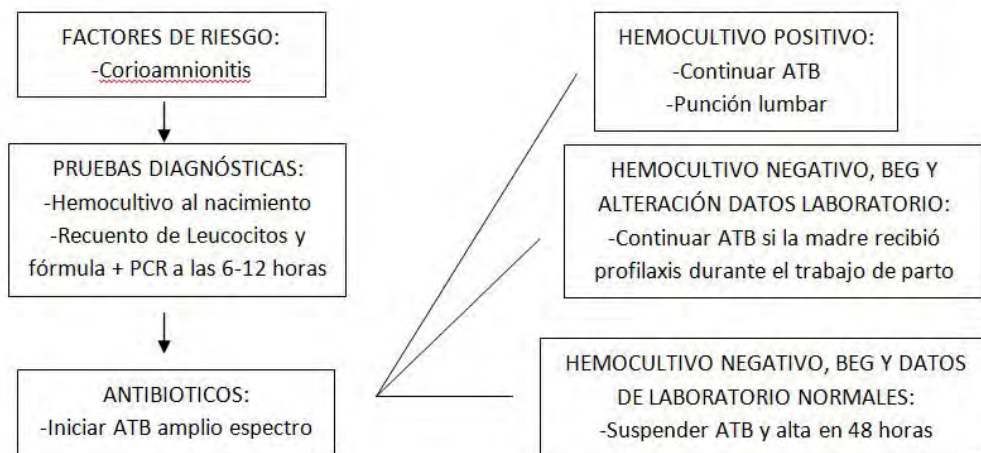 FACTORES DE RIESGO:
-Corioamnionitis
PRUEBAS DIAGNÓSTICAS:
-Hemocultivo al nacimiento
-Recuento de Leucocitos y
fórmula + PCR a las 6-12 horas
ANTIBIOTICOS:
-Iniciar ATB amplio espectro
HEMOCULTIVO POSITIVO:
-Continuar ATB
-Punción lumbar
HEMOCULTIVO NEGATIVO, BEG Y
ALTERACIÓN DATOS LABORATORIO:
-Continuar ATB si la madre recibió
profilaxis durante el trabajo de parto
HEMOCULTIVO NEGATIVO, BEG Y DATOS
DE LABORATORIO NORMALES:
-Suspender ATB y alta en 48 horas